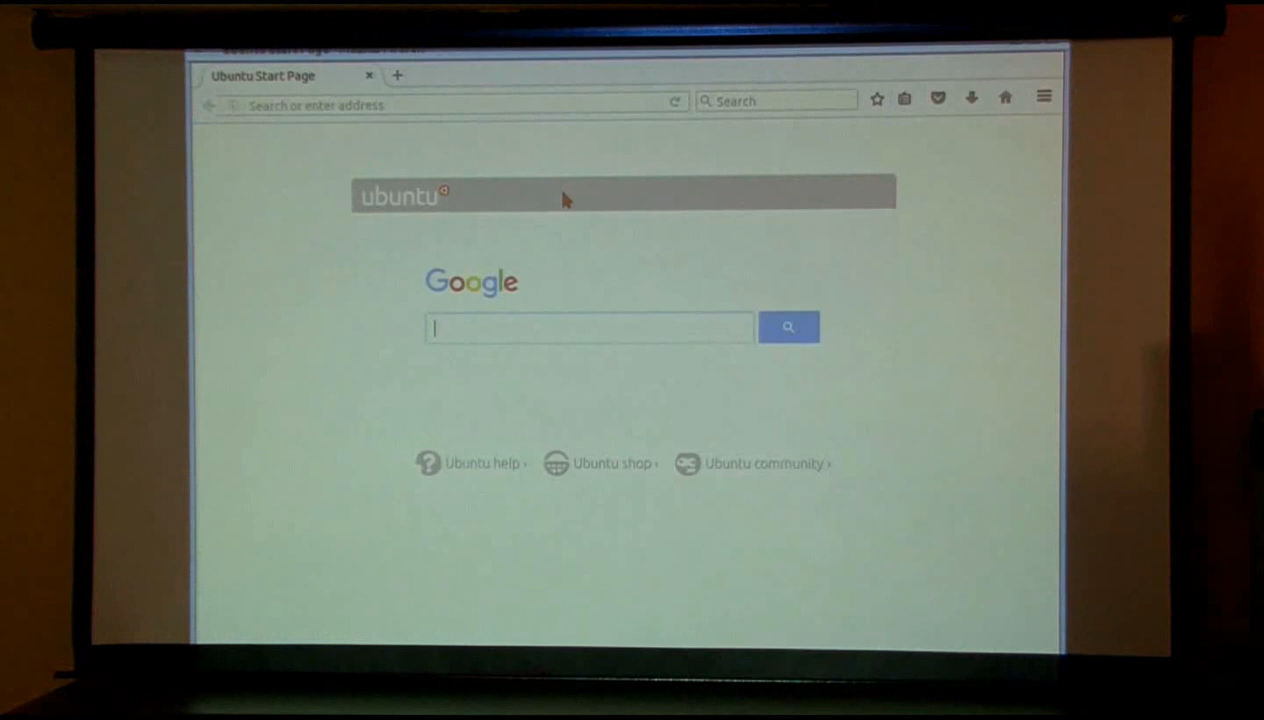 Ubuntu Start Page
Search or enter address
Search
ubuntu
Google
Ubuntu help ›
Ubuntu shop ›
Ubuntu community ›